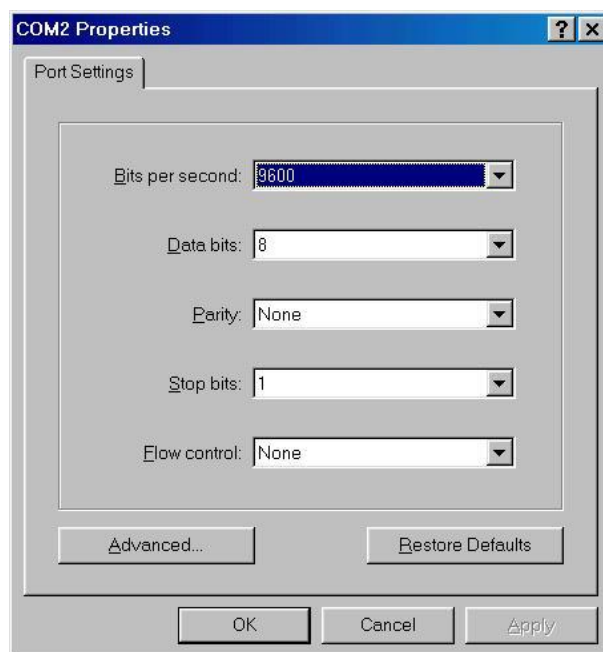 COM2 Properties
Port Settings
Bits per second: 9600
Data bits: 8
Parity: None
Stop bits: 1
Flow control: None
Advanced... Restore Defaults
OK Cancel Apply